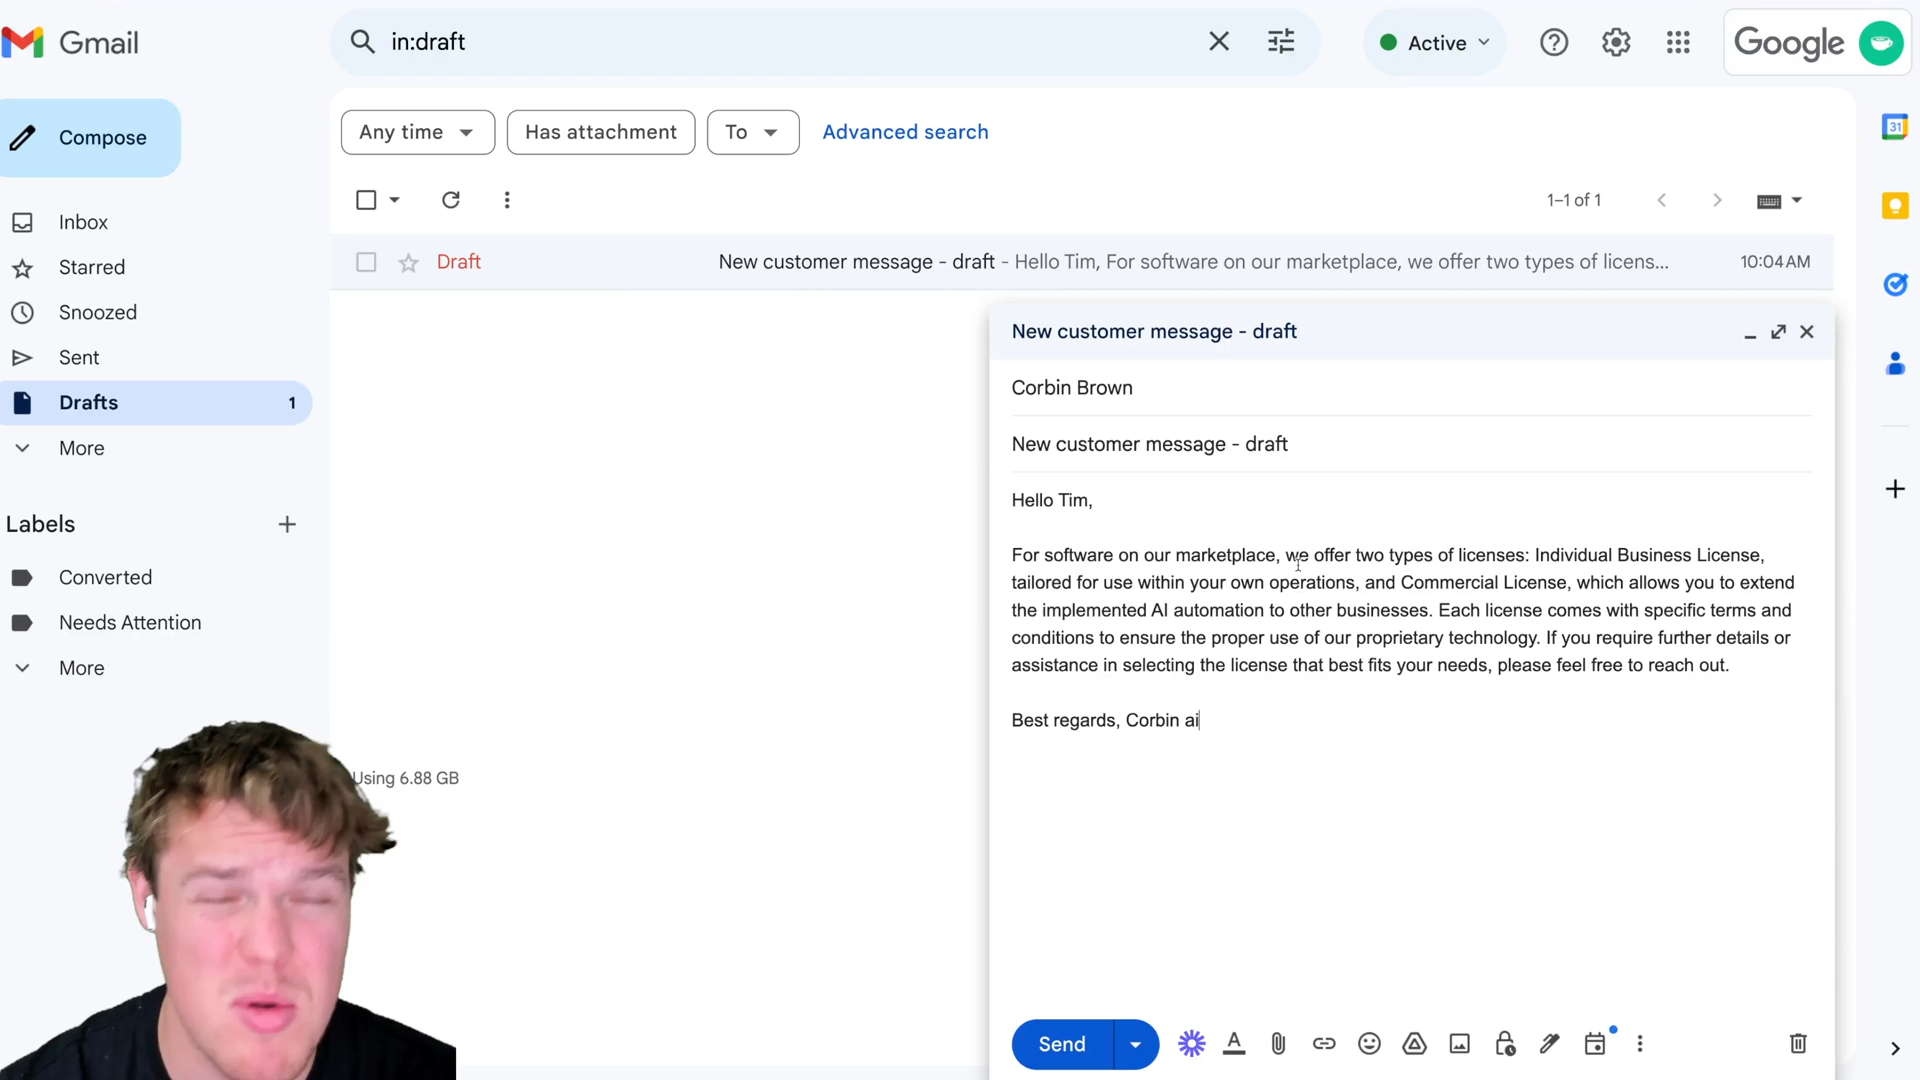 Gmail
in:draft
Active
Google
Compose
Any time
Has attachment
To
Advanced search
31
1–1 of 1
Inbox
Starred
Snoozed
Sent
Drafts
1
More
Draft
New customer message - draft - Hello Tim, For software on our marketplace, we offer two types of licens...
10:04 AM
Labels
Converted
Needs Attention
More
Using 6.88 GB
New customer message - draft
Corbin Brown
New customer message - draft
Hello Tim,
For software on our marketplace, we offer two types of licenses: Individual Business License,
tailored for use within your own operations, and Commercial License, which allows you to extend
the implemented AI automation to other businesses. Each license comes with specific terms and
conditions to ensure the proper use of our proprietary technology. If you require further details or
assistance in selecting the license that best fits your needs, please feel free to reach out.
Best regards, Corbin ai
Send